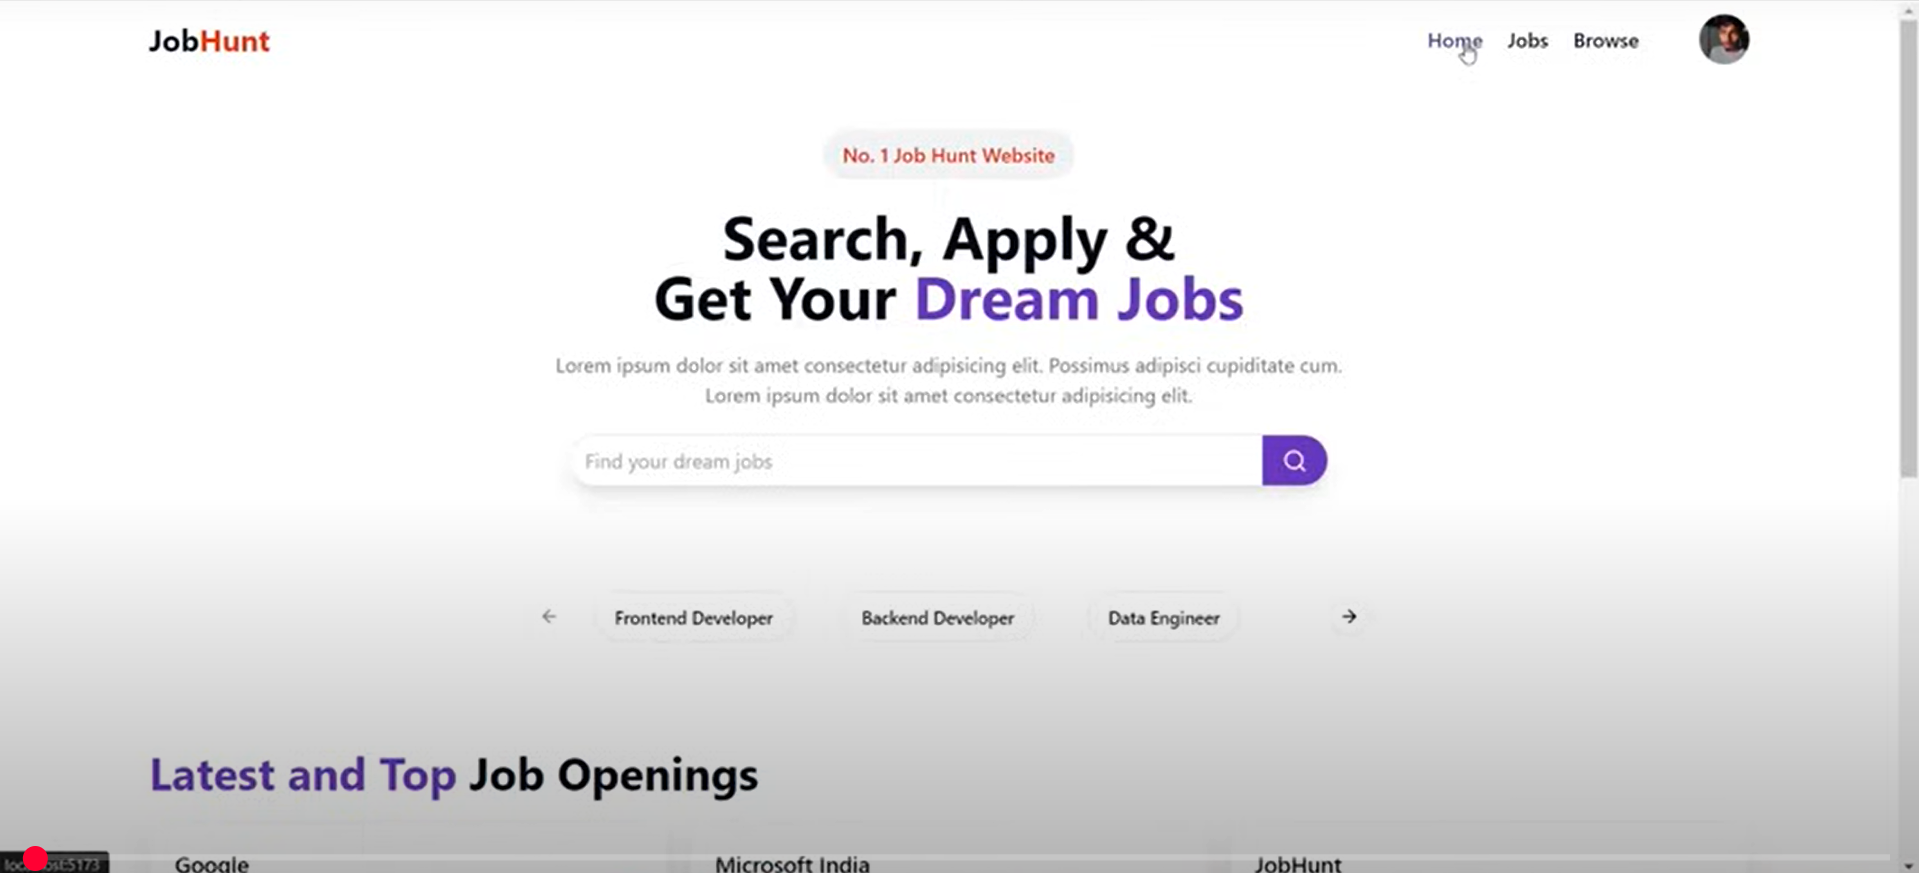 JobHunt
Home Jobs Browse
No. 1 Job Hunt Website
Search, Apply &
Get Your Dream Jobs
Lorem ipsum dolor sit amet consectetur adipisicing elit. Possimus adipisci cupiditate cum.
Lorem ipsum dolor sit amet consectetur adipisicing elit.
Find your dream jobs
Frontend Developer Backend Developer Data Engineer
Latest and Top Job Openings
Google Microsoft India JobHunt